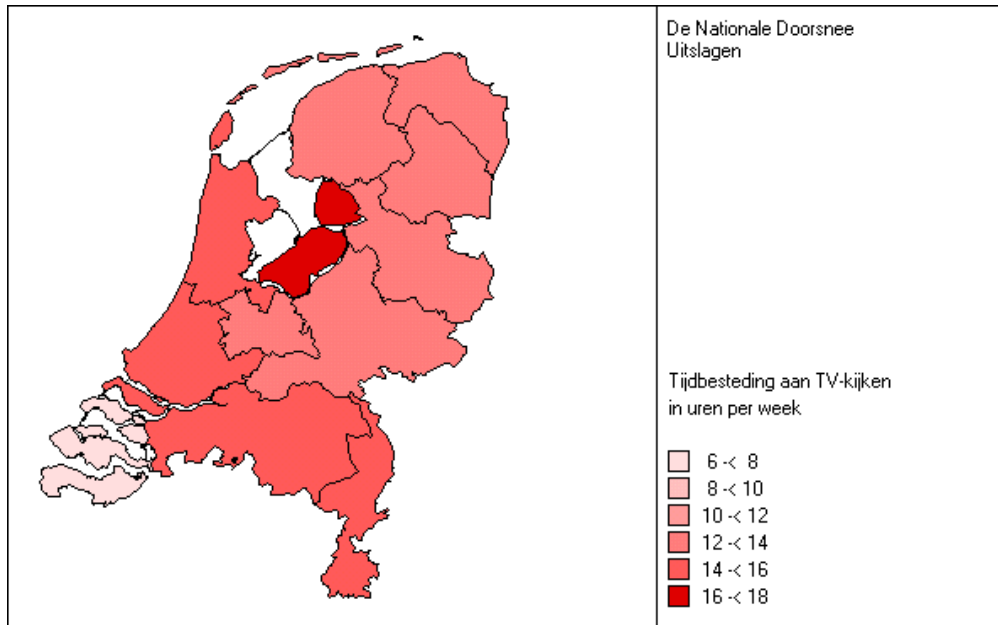 De Nationale Doorsnee
Uitslagen
Tijdbesteding aan TV-kijken
in uren per week
6 -< 8
8 -< 10
10 -< 12
12 -< 14
14 -< 16
16 -< 18